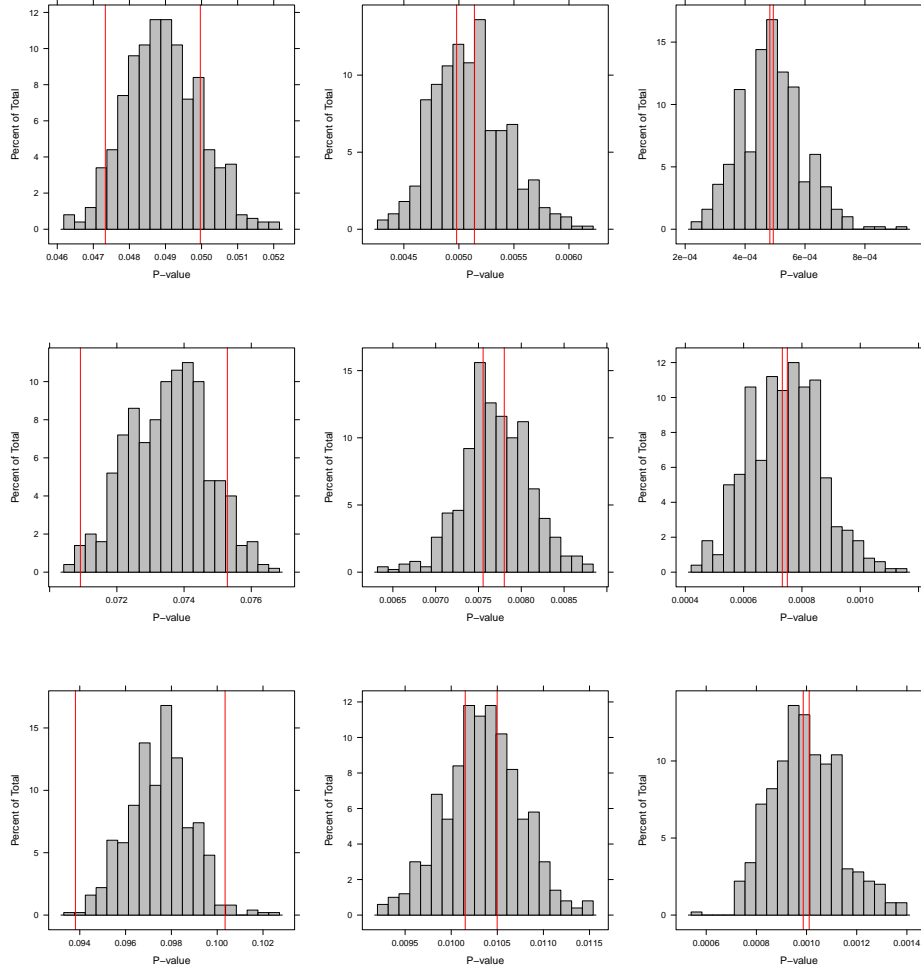 12
10
8
6
4
2
0
Percent of Total
0.046 0.047 0.048 0.049 0.050 0.051 0.052
P−value
10
5
0
Percent of Total
0.0045 0.0050 0.0055 0.0060
P−value
15
10
5
0
Percent of Total
2e−04 4e−04 6e−04 8e−04
P−value
10
8
6
4
2
0
Percent of Total
0.072 0.074 0.076
P−value
15
10
5
0
Percent of Total
0.0065 0.0070 0.0075 0.0080 0.0085
P−value
12
10
8
6
4
2
0
Percent of Total
0.0004 0.0006 0.0008 0.0010
P−value
15
10
5
0
Percent of Total
0.094 0.096 0.098 0.100 0.102
P−value
12
10
8
6
4
2
0
Percent of Total
0.0095 0.0100 0.0105 0.0110 0.0115
P−value
10
5
0
Percent of Total
0.0006 0.0008 0.0010 0.0012 0.0014
P−value